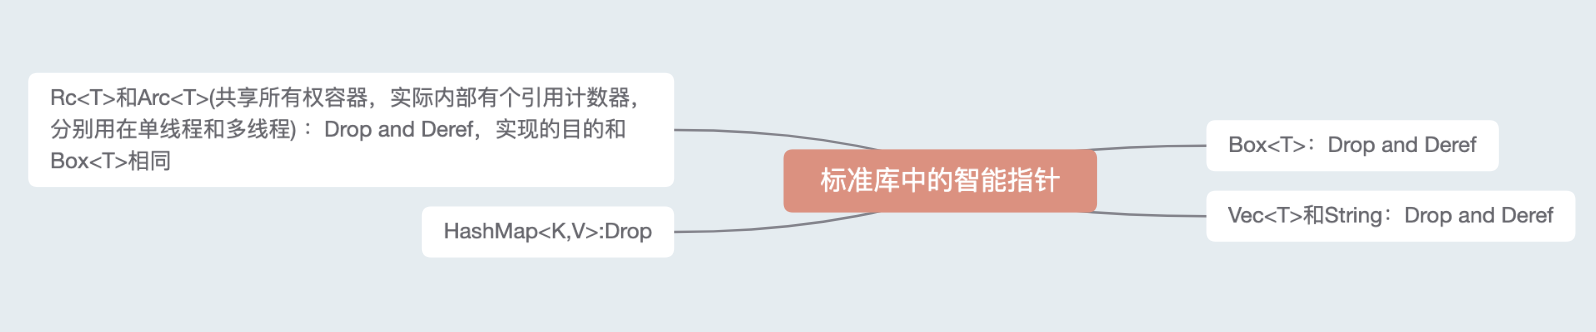 Rc<T>和Arc<T>(共享所有权容器，实际内部有个引用计数器，
分别用在单线程和多线程)：Drop and Deref，实现的目的和
Box<T>相同
HashMap<K,V>:Drop
标准库中的智能指针
Box<T>：Drop and Deref
Vec<T>和String：Drop and Deref